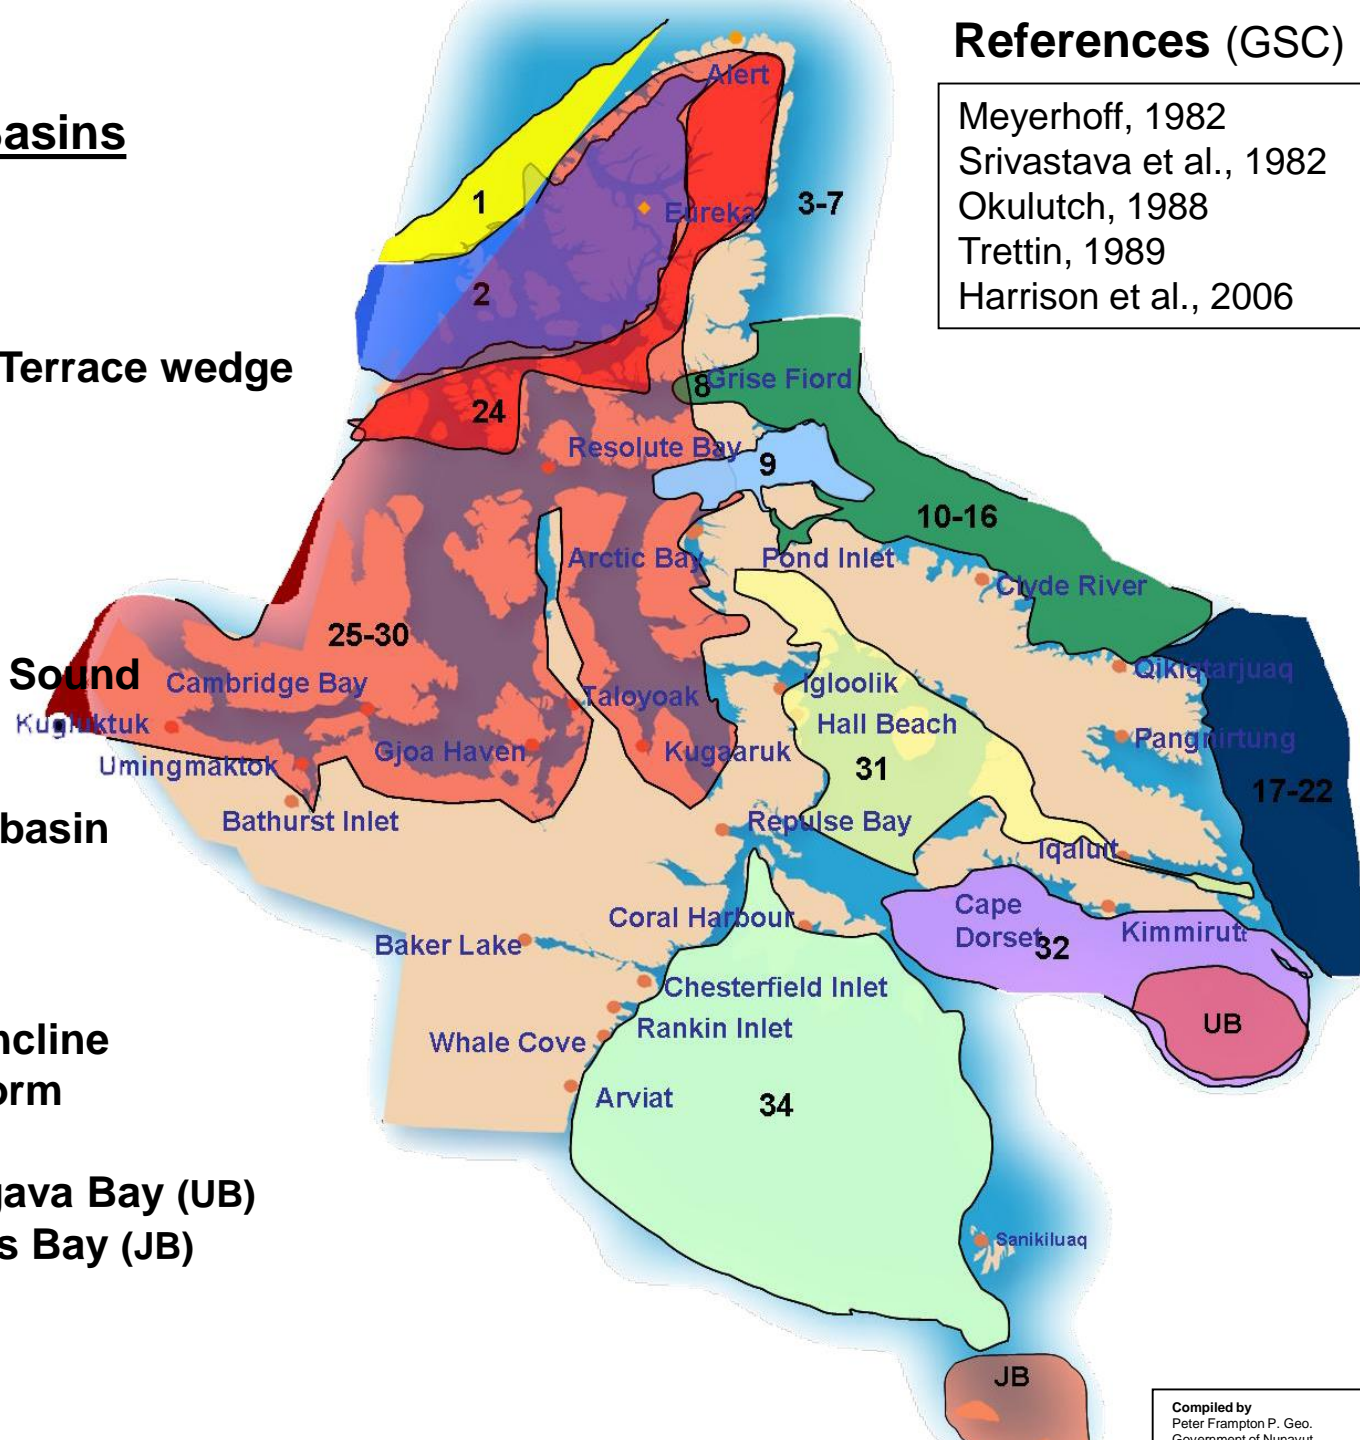 References (GSC)
Meyerhoff, 1982
Srivastava et al., 1982
Okulutch, 1988
Trettin, 1989
Harrison et al., 2006
Basins
Terrace wedge
Sound
basin
ncline
orm
gava Bay (UB)
s Bay (JB)
Alert
1
3-7
Eureka
2
8
Grise Fiord
24
Resolute Bay
9
10-16
Arctic Bay
Pond Inlet
Clyde River
25-30
Qikiqtarjuaq
Cambridge Bay
Taloyoak
Igloolik
Kugluktuk
Hall Beach
Pangnirtung
Umingmaktok
Gjoa Haven
Kugaaruk
31
17-22
Bathurst Inlet
Repulse Bay
Iqaluit
Coral Harbour
Cape
Dorset
32
Kimmirut
Baker Lake
Chesterfield Inlet
Rankin Inlet
UB
Whale Cove
Arviat
34
Sanikiluaq
JB
Compiled by
Peter Frampton P. Geo.
Government of Nunavut